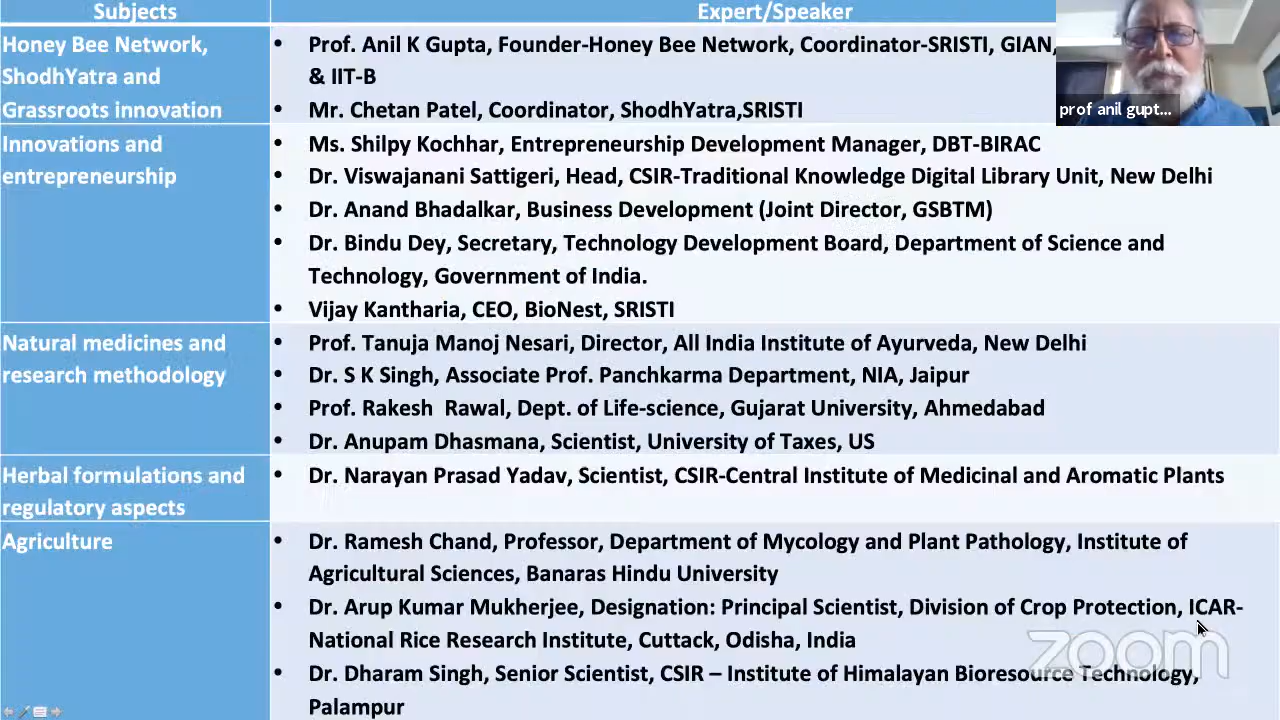 Subjects
Expert/Speaker
Honey Bee Network,
ShodhYatra and
Grassroots innovation
• Prof. Anil K Gupta, Founder-Honey Bee Network, Coordinator-SRISTI, GIAN,
& IIT-B
• Mr. Chetan Patel, Coordinator, ShodhYatra,SRISTI
prof anil gupt...
Innovations and
entrepreneurship
• Ms. Shilpy Kochhar, Entrepreneurship Development Manager, DBT-BIRAC
• Dr. Viswajanani Sattigeri, Head, CSIR-Traditional Knowledge Digital Library Unit, New Delhi
• Dr. Anand Bhadalkar, Business Development (Joint Director, GSBTM)
• Dr. Bindu Dey, Secretary, Technology Development Board, Department of Science and
Technology, Government of India.
• Vijay Kantharia, CEO, BioNest, SRISTI
Natural medicines and
research methodology
• Prof. Tanuja Manoj Nesari, Director, All India Institute of Ayurveda, New Delhi
• Dr. S K Singh, Associate Prof. Panchkarma Department, NIA, Jaipur
• Prof. Rakesh  Rawal, Dept. of Life-science, Gujarat University, Ahmedabad
• Dr. Anupam Dhasmana, Scientist, University of Taxes, US
Herbal formulations and
regulatory aspects
• Dr. Narayan Prasad Yadav, Scientist, CSIR-Central Institute of Medicinal and Aromatic Plants
Agriculture
• Dr. Ramesh Chand, Professor, Department of Mycology and Plant Pathology, Institute of
Agricultural Sciences, Banaras Hindu University
• Dr. Arup Kumar Mukherjee, Designation: Principal Scientist, Division of Crop Protection, ICAR-
National Rice Research Institute, Cuttack, Odisha, India
• Dr. Dharam Singh, Senior Scientist, CSIR – Institute of Himalayan Bioresource Technology,
Palampur
zoom